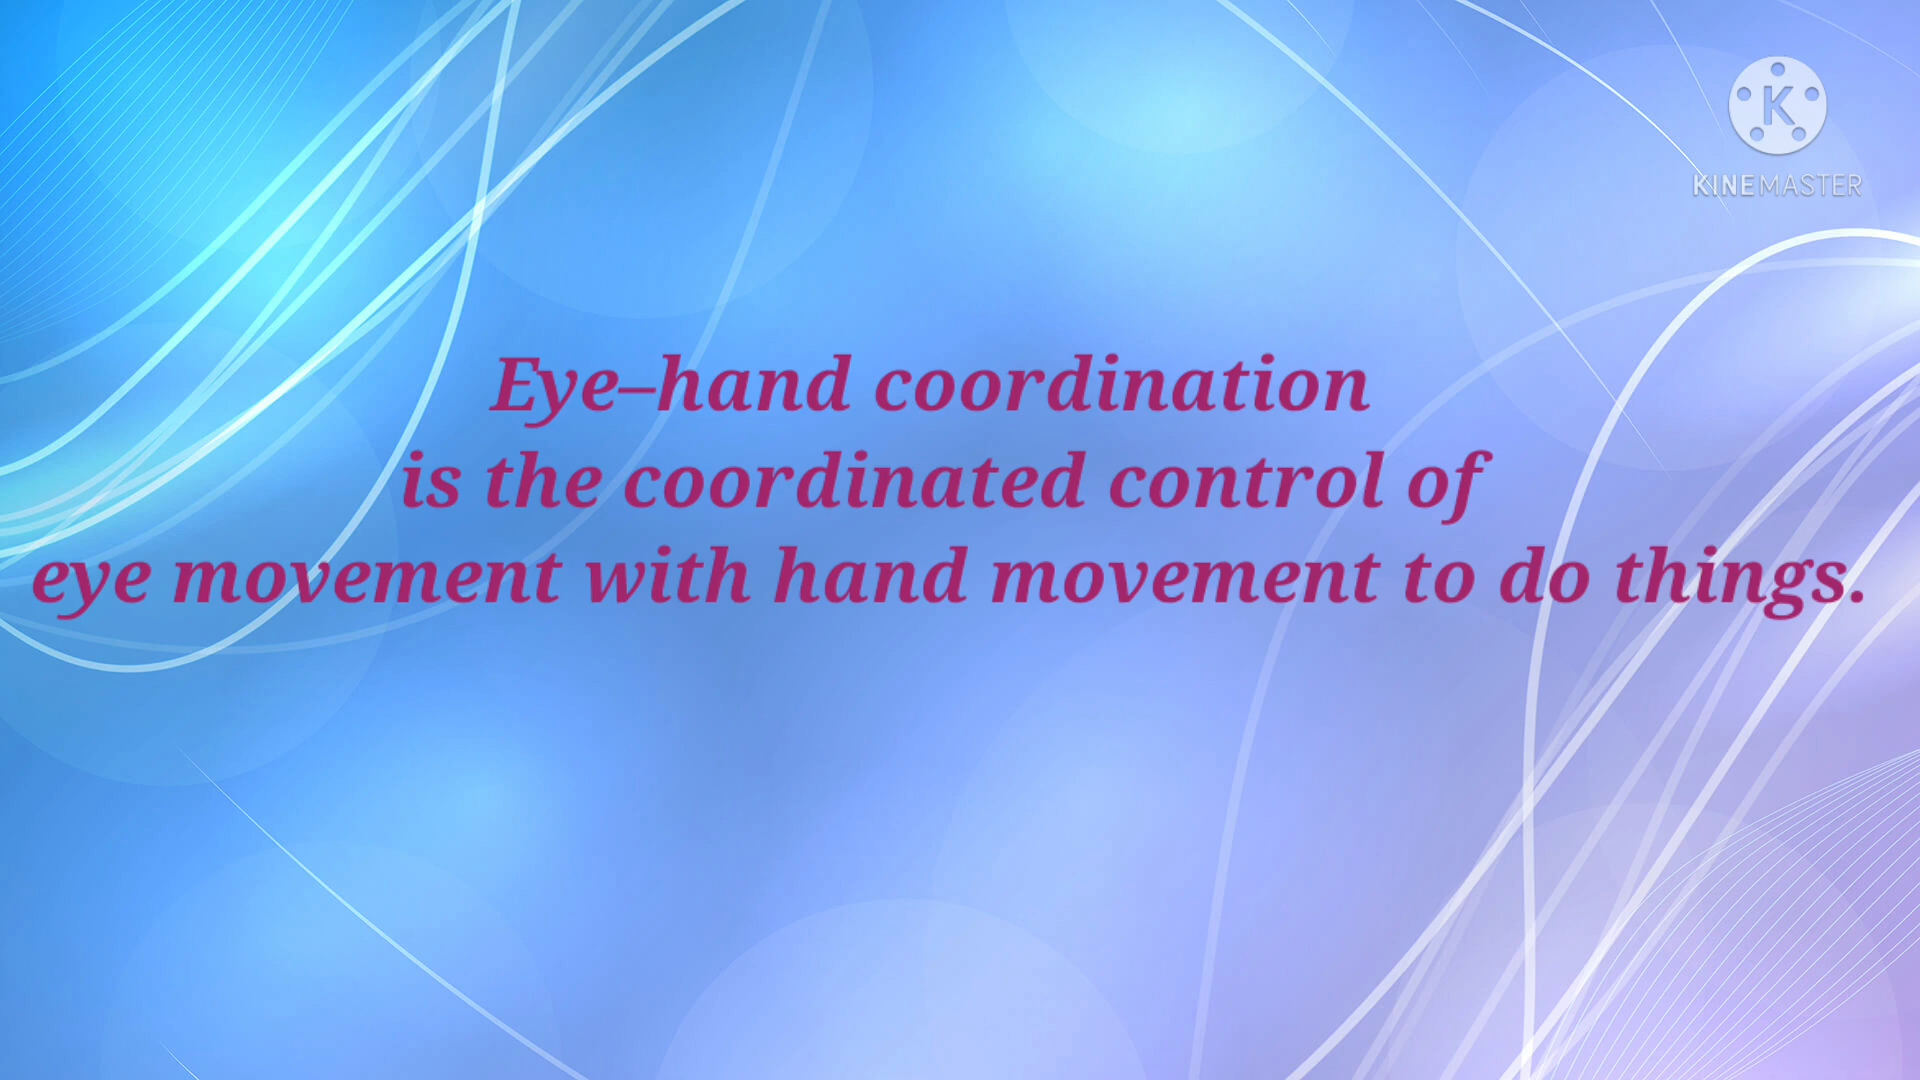 K
KINEMASTER
Eye–hand coordination
is the coordinated control of
eye movement with hand movement to do things.